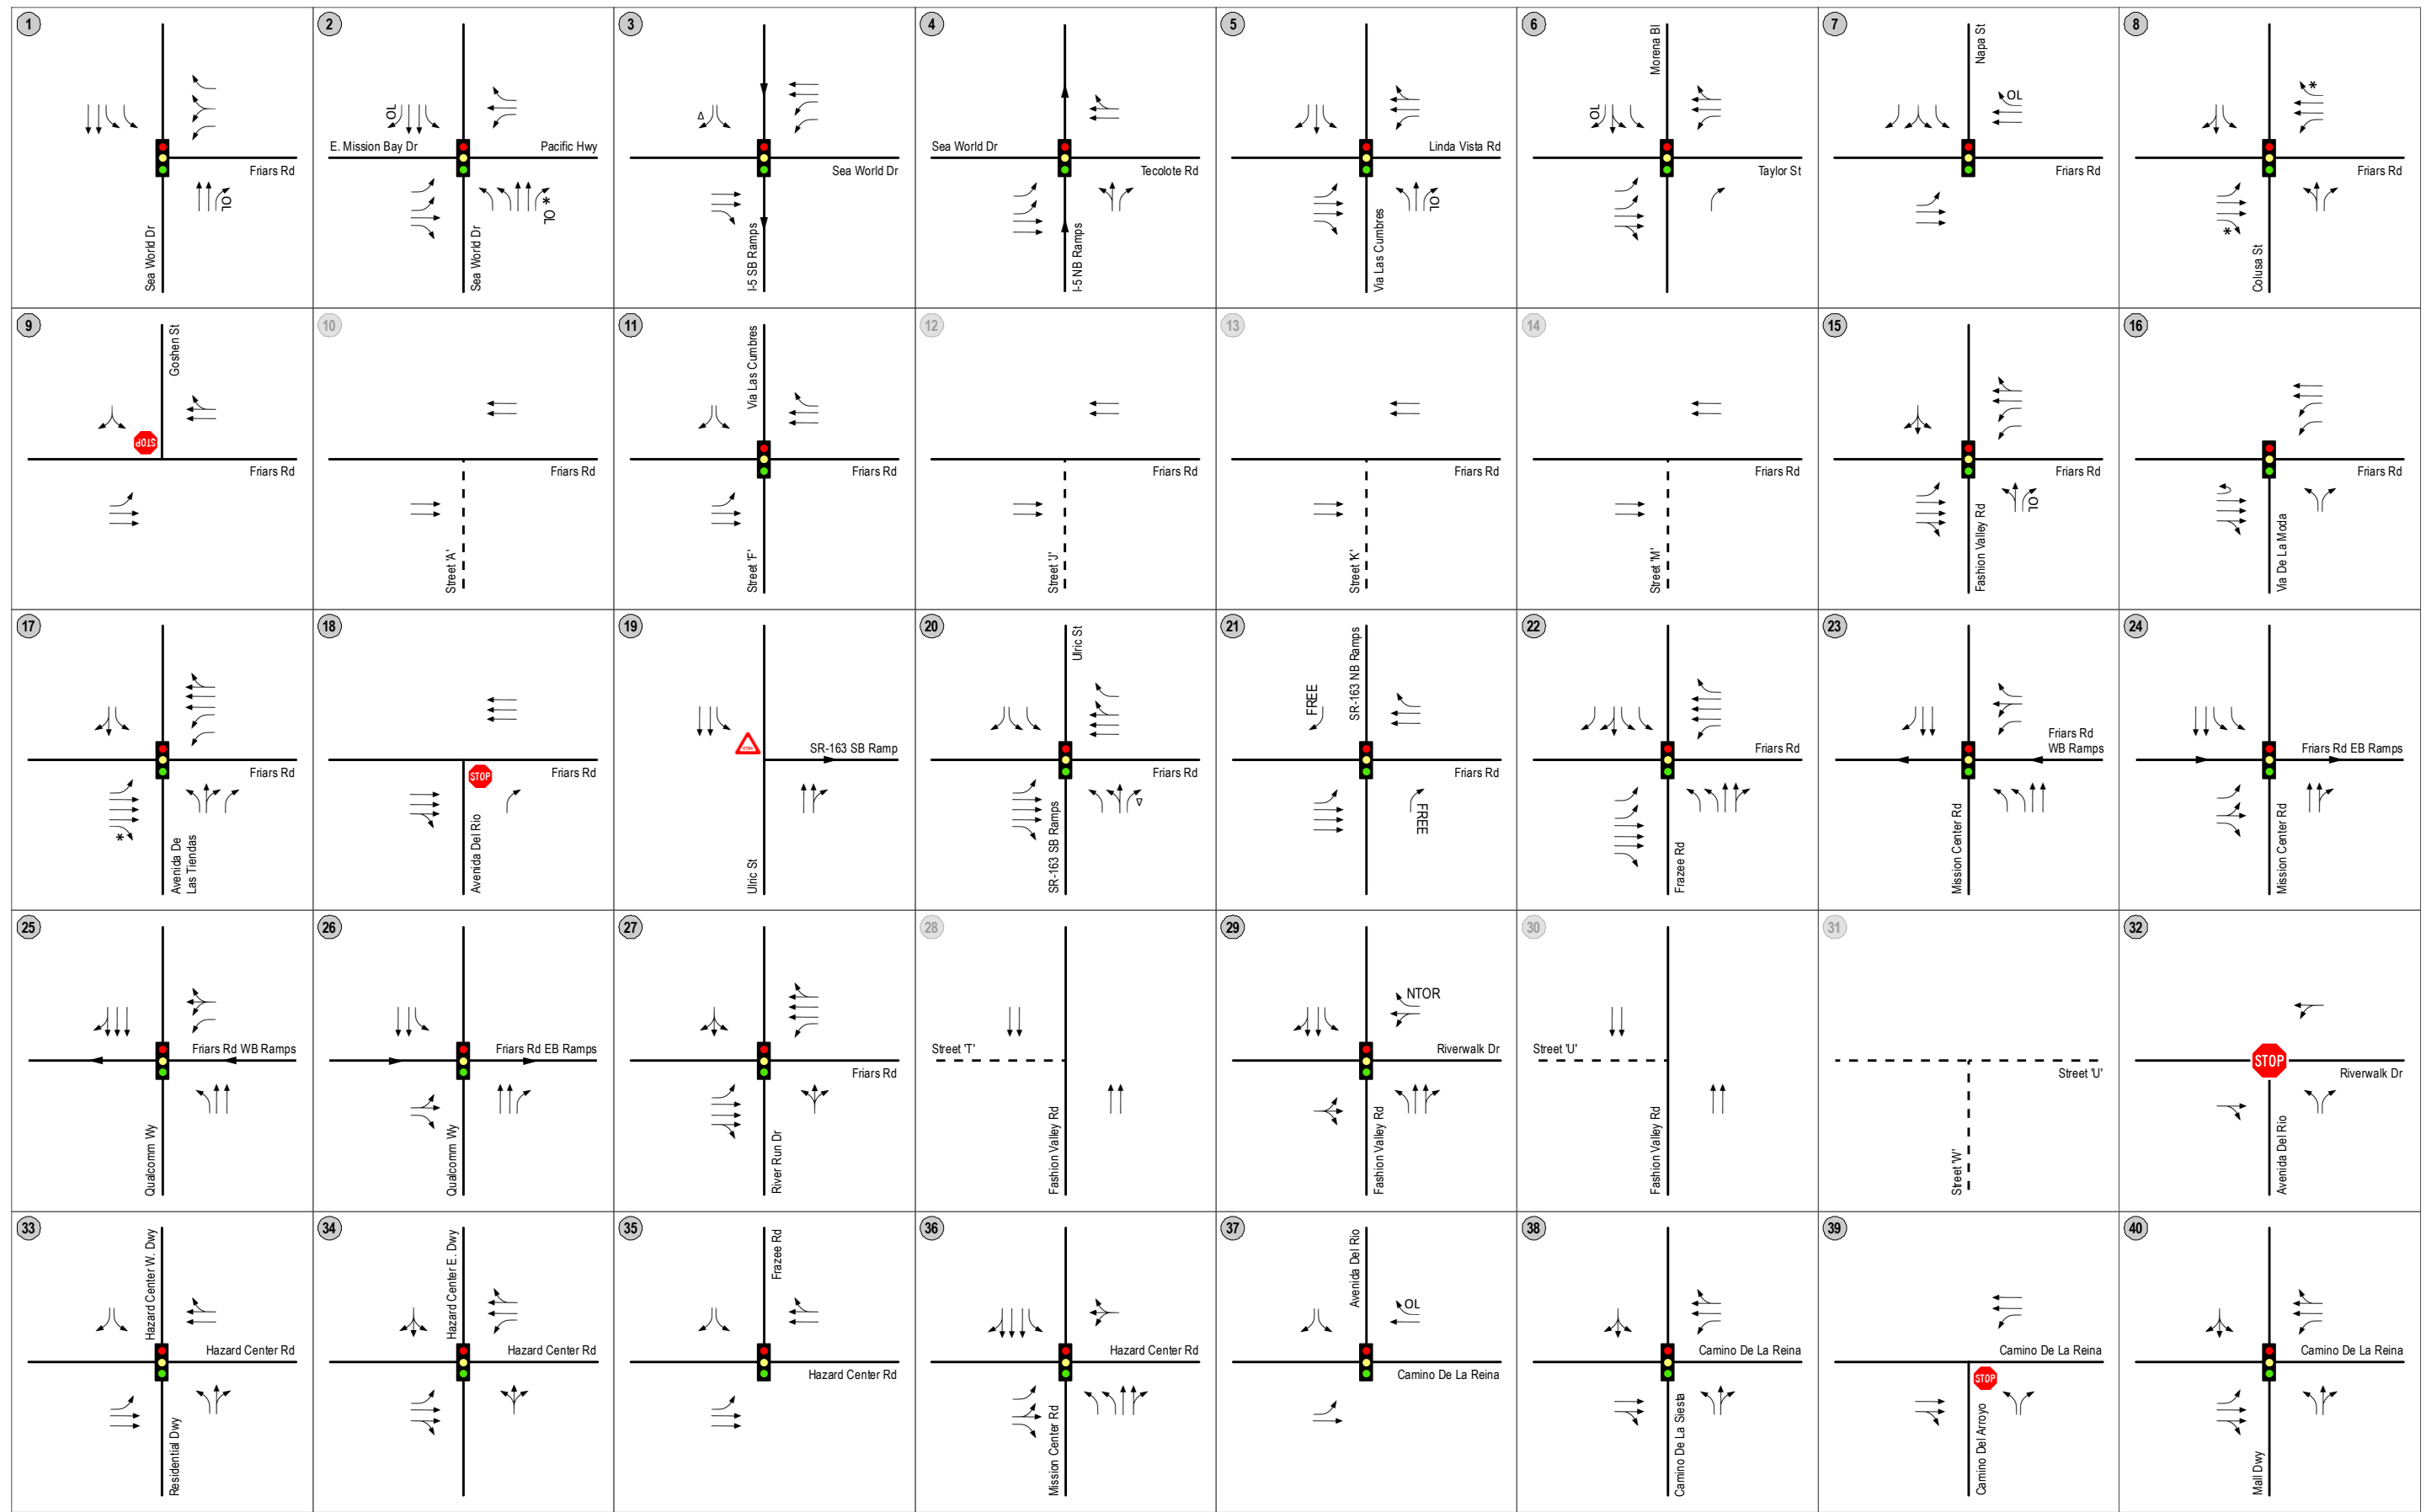 1
Friars Rd
Sea World Dr
OL
2
OL
E. Mission Bay Dr
Pacific Hwy
Sea World Dr
* OL
3
Sea World Dr
I-5 SB Ramps
4
Sea World Dr
Tecolote Rd
I-5 NB Ramps
5
Linda Vista Rd
Via Las Cumbres
OL
6
Morena Bl
OL
Taylor St
7
Napa St
OL
Friars Rd
8
*
Friars Rd
*
Colusa St
9
Goshen St
STOP
Friars Rd
10
Friars Rd
Street 'A'
11
Via Las Cumbres
Friars Rd
Street 'F'
12
Friars Rd
Street 'J'
13
Friars Rd
Street 'K'
14
Friars Rd
Street 'M'
15
Friars Rd
Fashion Valley Rd
OL
16
Friars Rd
Via De La Moda
17
Friars Rd
*
Avenida De
Las Tiendas
18
Friars Rd
STOP
Avenida Del Rio
19
SR-163 SB Ramp
Ulric St
20
Ulric St
Friars Rd
SR-163 SB Ramps
21
FREE
SR-163 NB Ramps
Friars Rd
FREE
22
Friars Rd
Frazee Rd
23
Friars Rd
WB Ramps
Mission Center Rd
24
Friars Rd EB Ramps
Mission Center Rd
25
Friars Rd WB Ramps
Qualcomm Wy
26
Friars Rd EB Ramps
Qualcomm Wy
27
Friars Rd
River Run Dr
28
Street 'T'
Fashion Valley Rd
29
NTOR
Riverwalk Dr
Fashion Valley Rd
30
Street 'U'
Fashion Valley Rd
31
Street 'U'
Street 'W'
32
STOP
Riverwalk Dr
Avenida Del Rio
33
Hazard Center W. Dwy
Hazard Center Rd
Residential Dwy
34
Hazard Center E. Dwy
Hazard Center Rd
35
Frazee Rd
Hazard Center Rd
36
Hazard Center Rd
Mission Center Rd
37
Avenida Del Rio
OL
Camino De La Reina
38
Camino De La Reina
Camino De La Siesta
39
Camino De La Reina
STOP
Camino Del Arroyo
40
Camino De La Reina
Mall Dwy